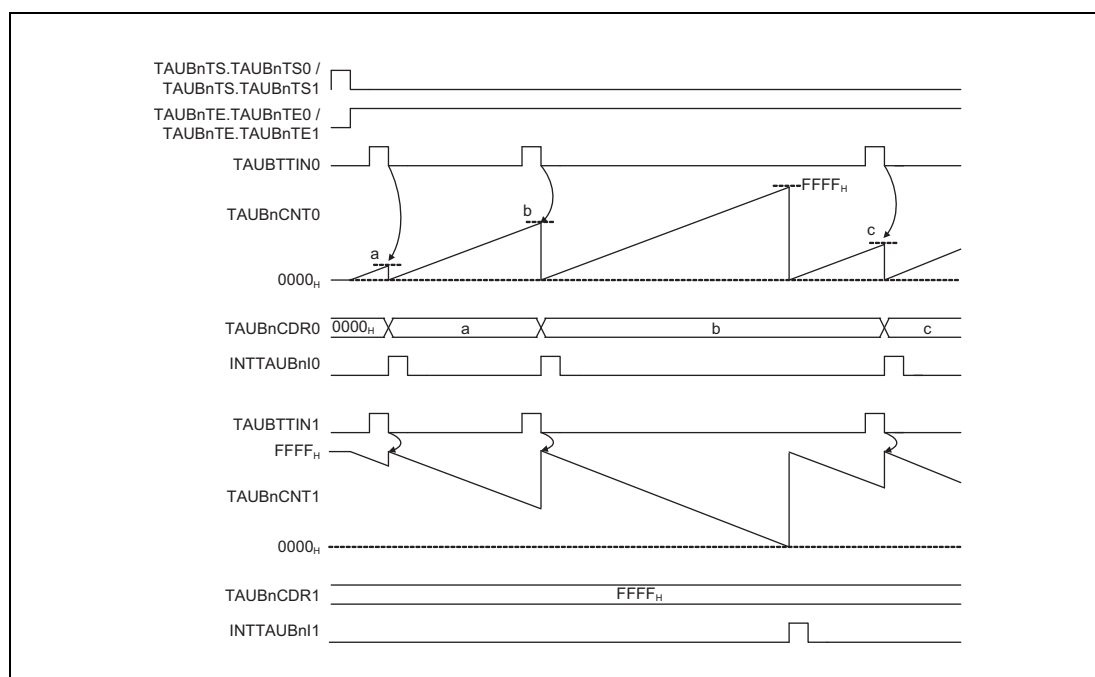 TAUBnTS.TAUBnTS0 /
TAUBnTS.TAUBnTS1
TAUBnTE.TAUBnTE0 /
TAUBnTE.TAUBnTE1
TAUBTTIN0
FFFFH
TAUBnCNT0
b
c
a
0000H
TAUBnCDR0
0000H
a
b
c
INTTAUBnI0
TAUBTTIN1
FFFFH
TAUBnCNT1
0000H
TAUBnCDR1
FFFFH
INTTAUBnI1